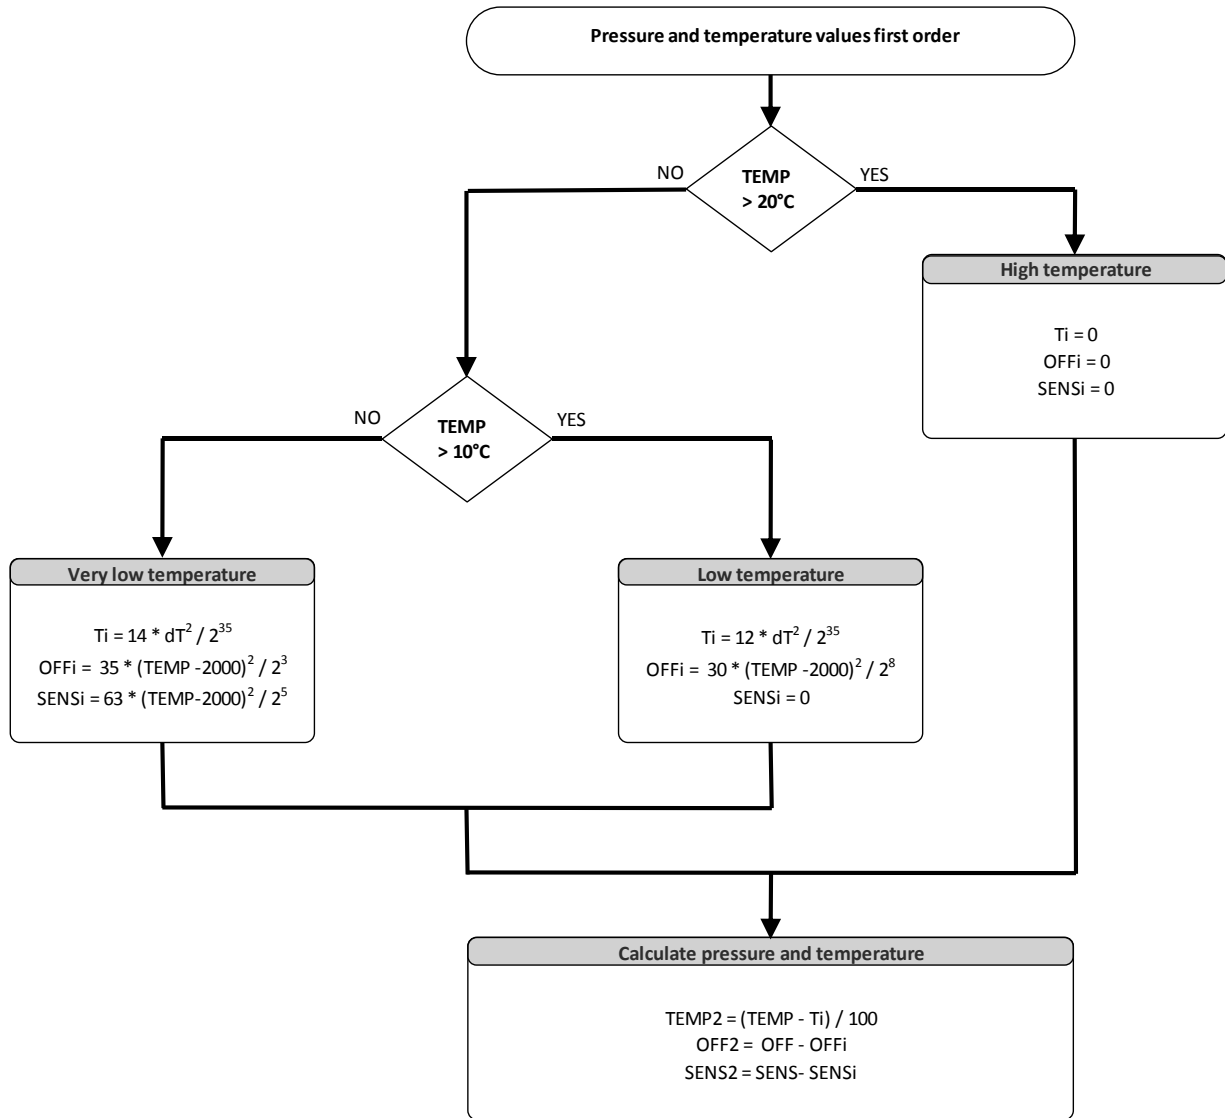 Pressure and temperature values first order
NO
TEMP
> 20°C
YES
High temperature
Ti = 0
OFFi = 0
SENSi = 0
NO
TEMP
> 10°C
YES
Very low temperature
Ti = 14 * dT² / 2³⁵
OFFi = 35 * (TEMP -2000)² / 2³
SENSi = 63 * (TEMP-2000)² / 2⁵
Low temperature
Ti = 12 * dT² / 2³⁵
OFFi = 30 * (TEMP -2000)² / 2⁸
SENSi = 0
Calculate pressure and temperature
TEMP2 = (TEMP - Ti) / 100
OFF2 = OFF - OFFi
SENS2 = SENS- SENSi